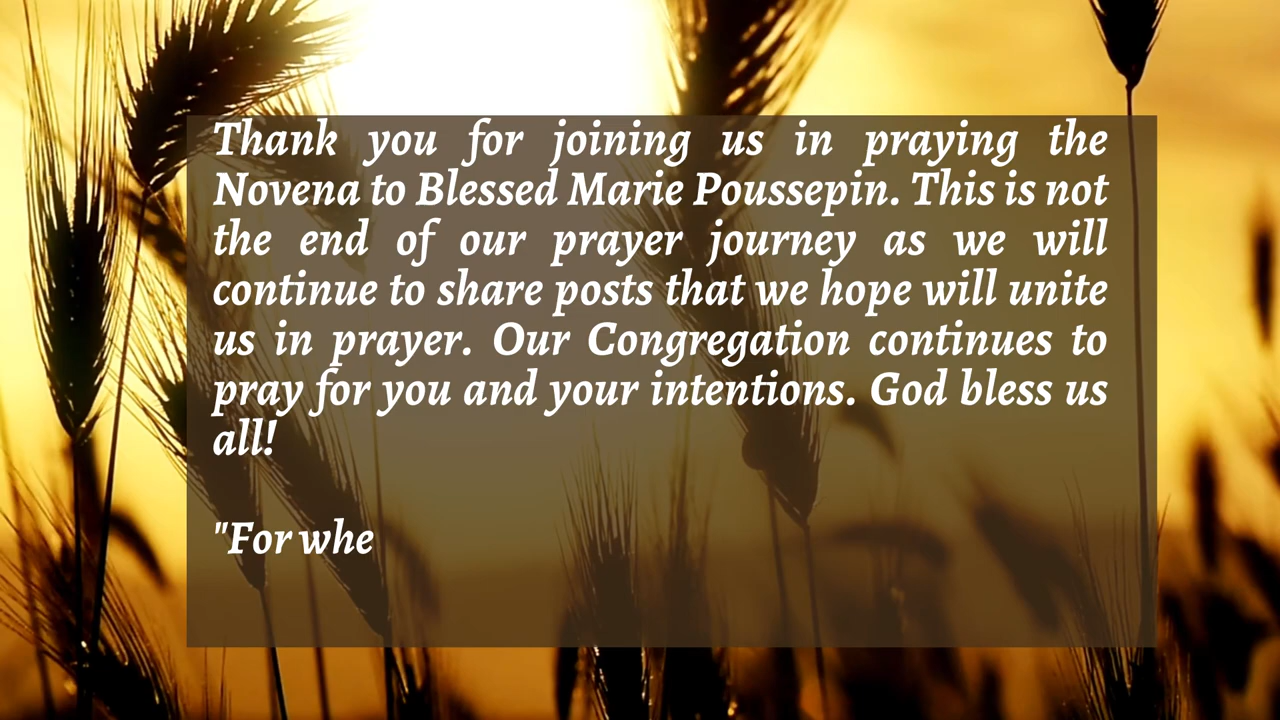 Thank you for joining us in praying the
Novena to Blessed Marie Poussepin. This is not
the end of our prayer journey as we will
continue to share posts that we hope will unite
us in prayer. Our Congregation continues to
pray for you and your intentions. God bless us
all!
"For whe